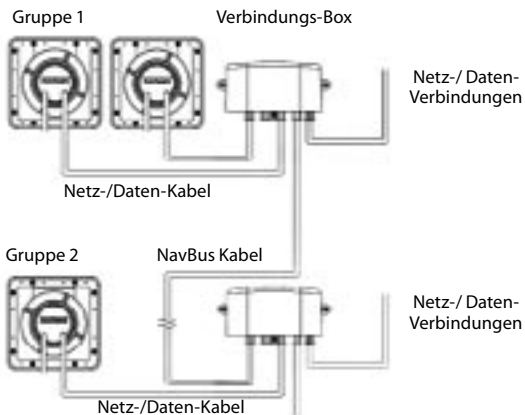 Gruppe 1
Verbindungs-Box
Netz-/ Daten-
Verbindungen
Netz-/Daten-Kabel
Gruppe 2
NavBus Kabel
Netz-/ Daten-
Verbindungen
Netz-/Daten-Kabel